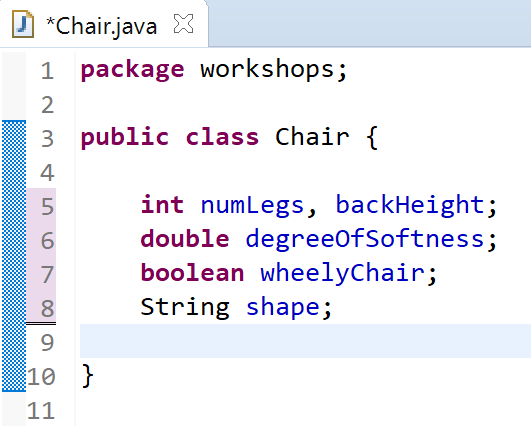 *Chair.java
1 package workshops;
2
3 public class Chair {
4
5 int numLegs, backHeight;
6 double degreeOfSoftness;
7 boolean wheelyChair;
8 String shape;
9
10 }
11